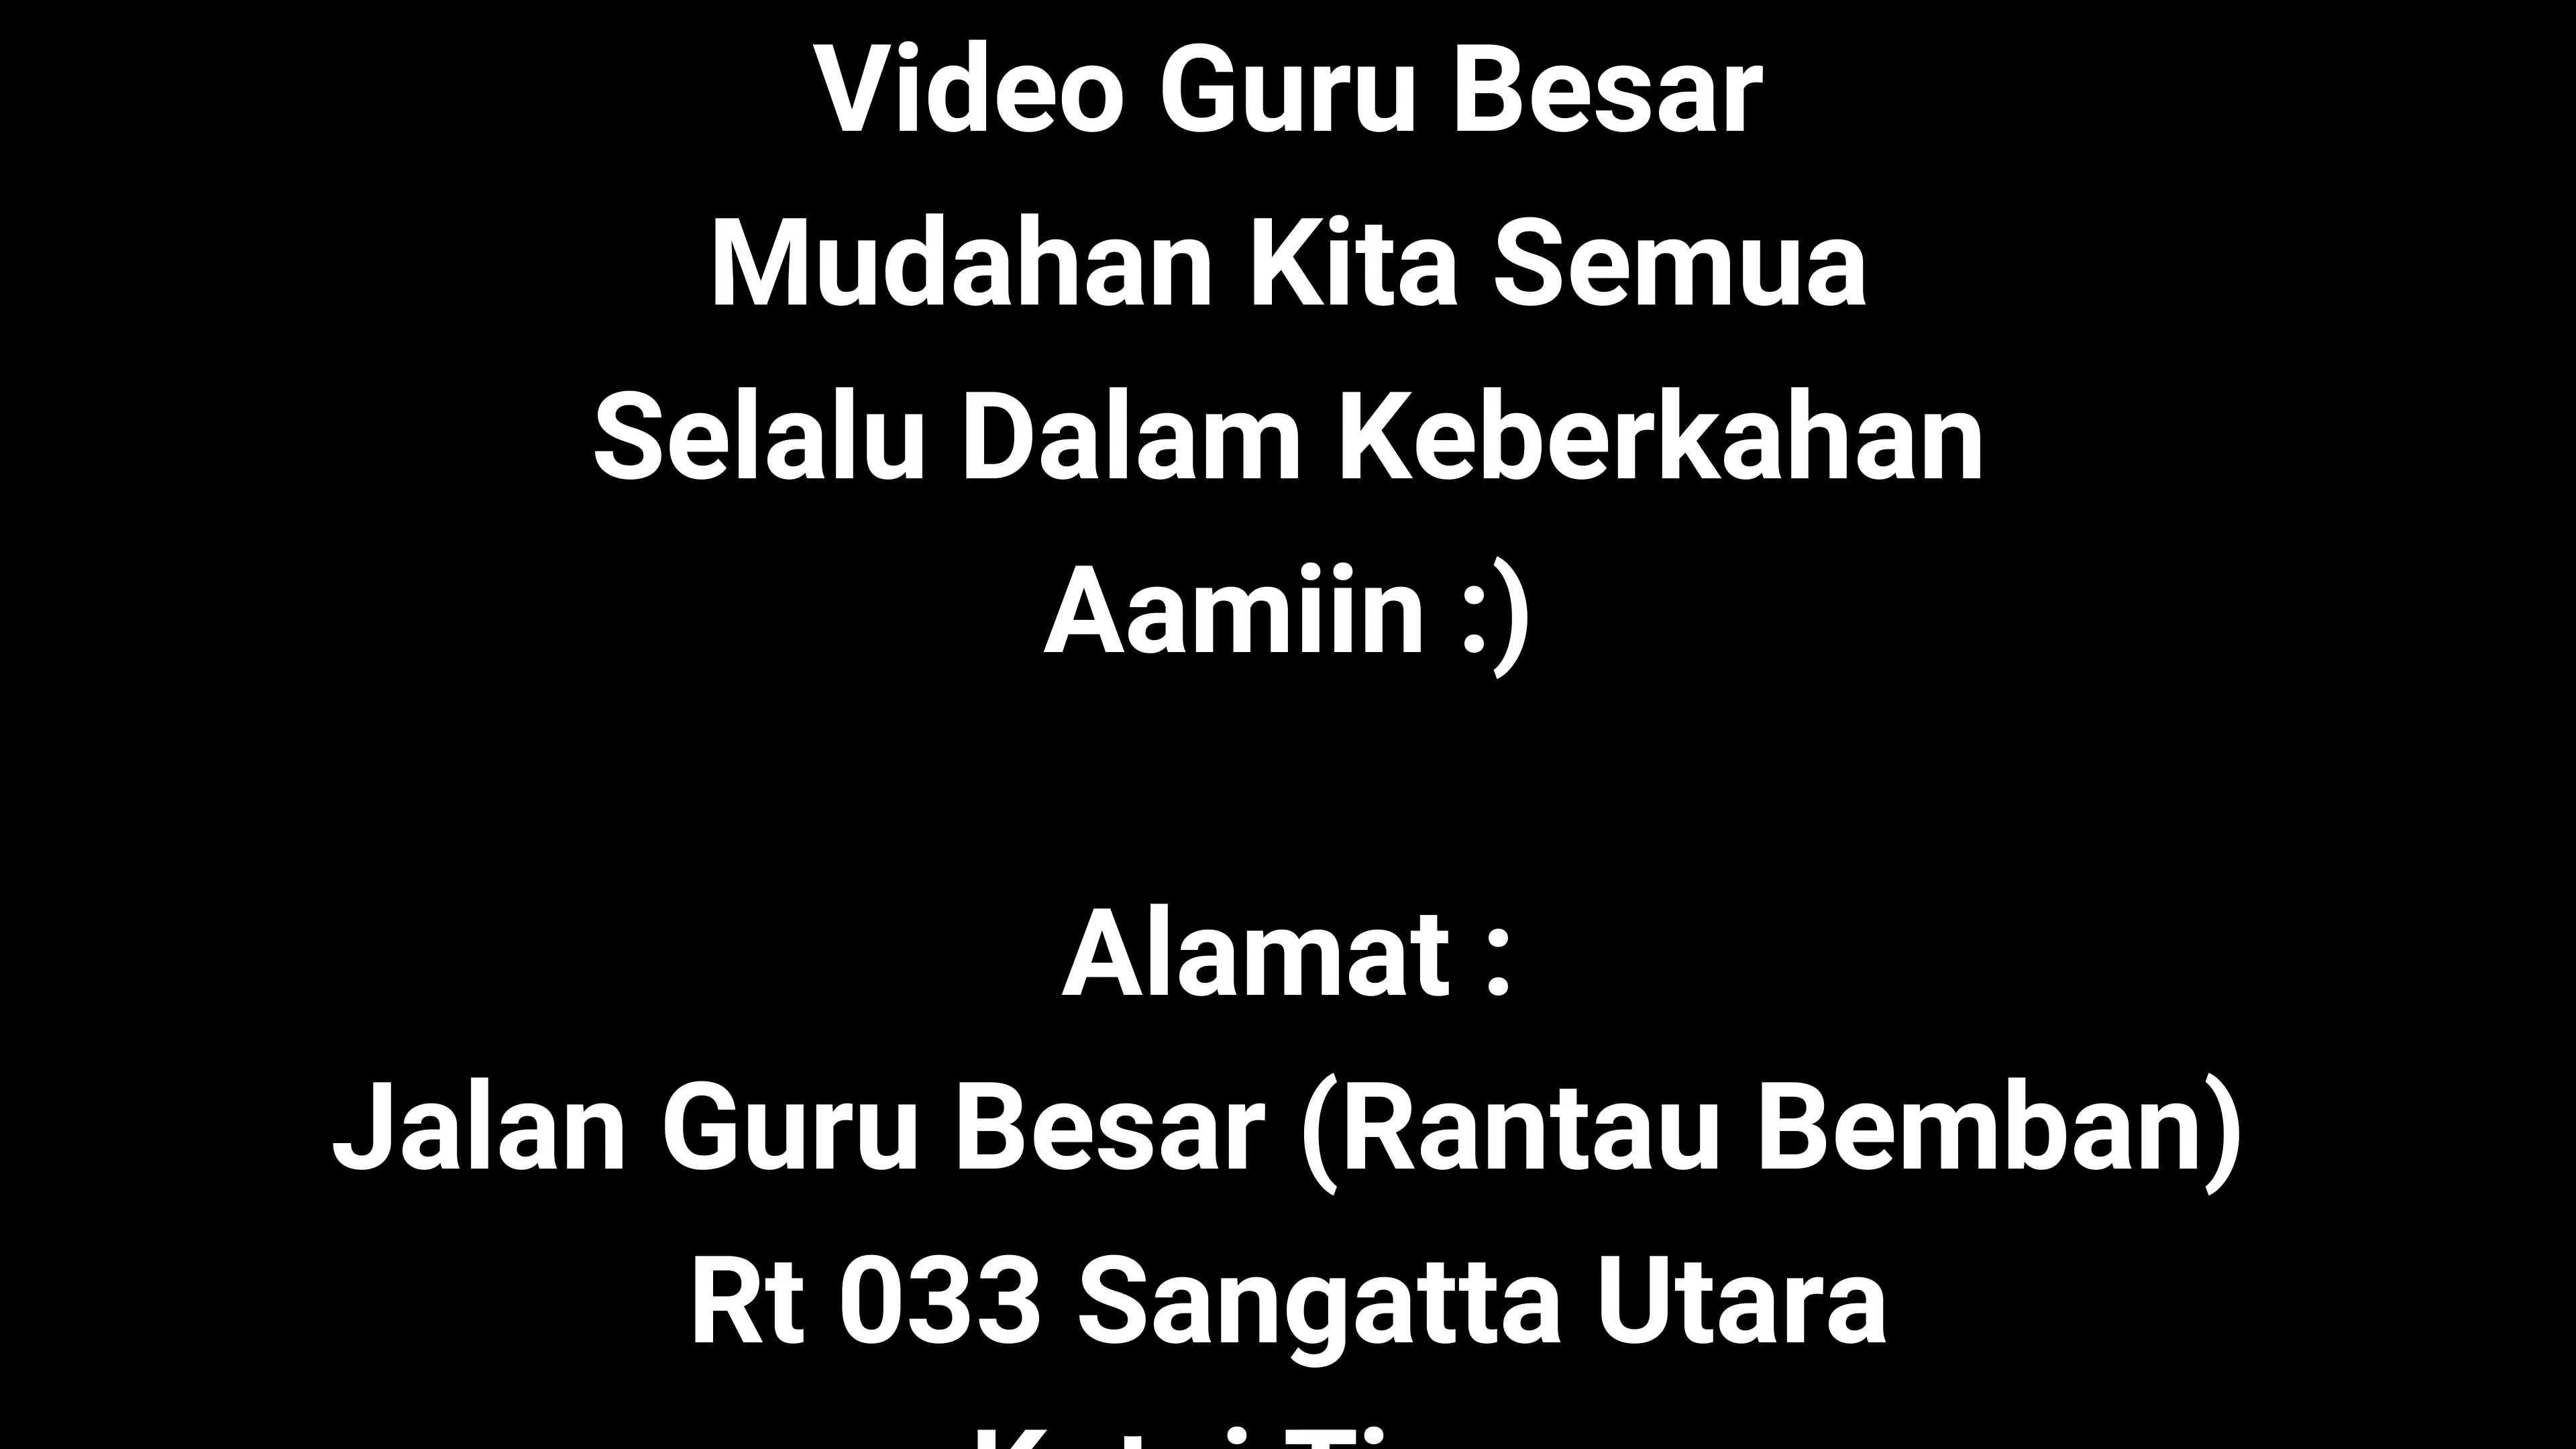 Video Guru Besar
Mudahan Kita Semua
Selalu Dalam Keberkahan
Aamiin :)
Alamat :
Jalan Guru Besar (Rantau Bemban)
Rt 033 Sangatta Utara